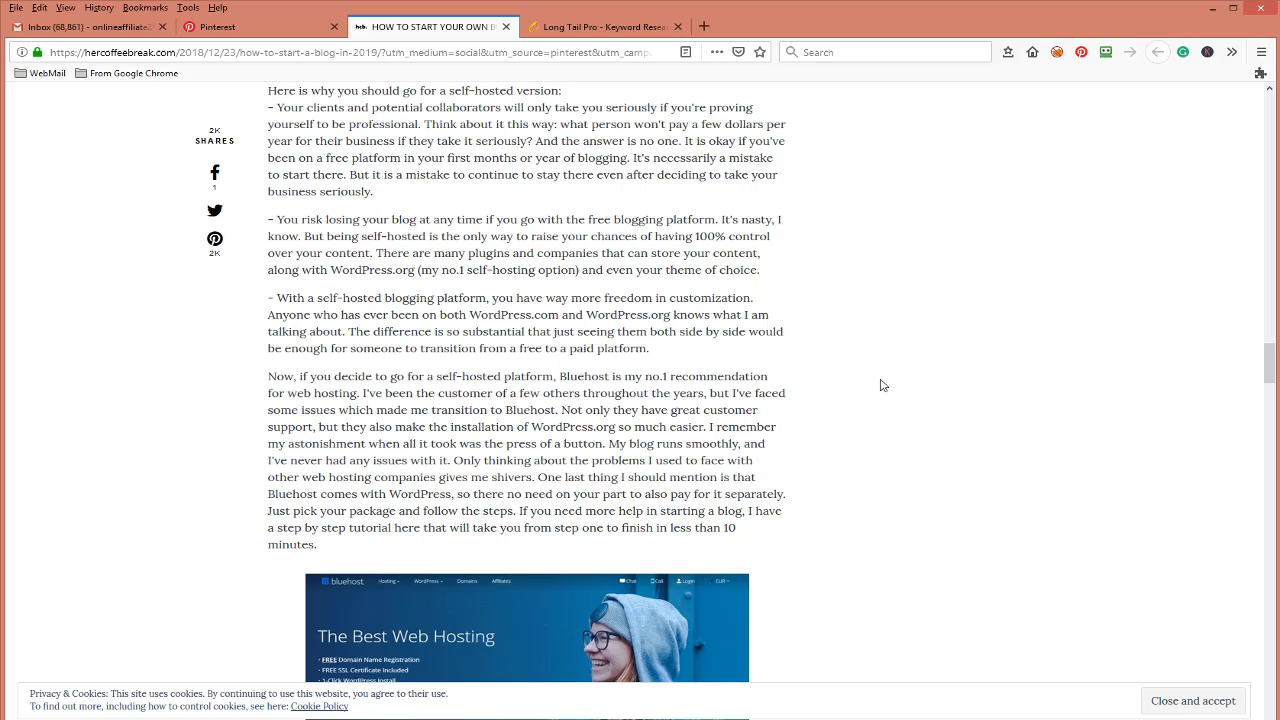 File Edit View History Bookmarks Tools Help
Inbox (68,861) - onlineaffiliate2 Pinterest HOW TO START YOUR OWN B Long Tail Pro - Keyword Resea
https://hercoffeebreak.com/2018/12/23/how-to-start-a-blog-in-2019/?utm_medium=social&utm_source=pinterest&utm_camp Search
WebMail From Google Chrome
Here is why you should go for a self-hosted version:
- Your clients and potential collaborators will only take you seriously if you're proving
yourself to be professional. Think about it this way: what person won't pay a few dollars per
year for their business if they take it seriously? And the answer is no one. It is okay if you've
been on a free platform in your first months or year of blogging. It's necessarily a mistake
to start there. But it is a mistake to continue to stay there even after deciding to take your
business seriously.
- You risk losing your blog at any time if you go with the free blogging platform. It's nasty, I
know. But being self-hosted is the only way to raise your chances of having 100% control
over your content. There are many plugins and companies that can store your content,
along with WordPress.org (my no.1 self-hosting option) and even your theme of choice.
- With a self-hosted blogging platform, you have way more freedom in customization.
Anyone who has ever been on both WordPress.com and WordPress.org knows what I am
talking about. The difference is so substantial that just seeing them both side by side would
be enough for someone to transition from a free to a paid platform.
Now, if you decide to go for a self-hosted platform, Bluehost is my no.1 recommendation
for web hosting. I've been the customer of a few others throughout the years, but I've faced
some issues which made me transition to Bluehost. Not only they have great customer
support, but they also make the installation of WordPress.org so much easier. I remember
my astonishment when all it took was the press of a button. My blog runs smoothly, and
I've never had any issues with it. Only thinking about the problems I used to face with
other web hosting companies gives me shivers. One last thing I should mention is that
Bluehost comes with WordPress, so there no need on your part to also pay for it separately.
Just pick your package and follow the steps. If you need more help in starting a blog, I have
a step by step tutorial here that will take you from step one to finish in less than 10
minutes.
2K
SHARES
1
2K
bluehost Hosting WordPress Domains Affiliates Chat Call Login EUR
The Best Web Hosting
· FREE Domain Name Registration
· FREE SSL Certificate Included
· 1-Click WordPress Install
Privacy & Cookies: This site uses cookies. By continuing to use this website, you agree to their use.
To find out more, including how to control cookies, see here: Cookie Policy
Close and accept